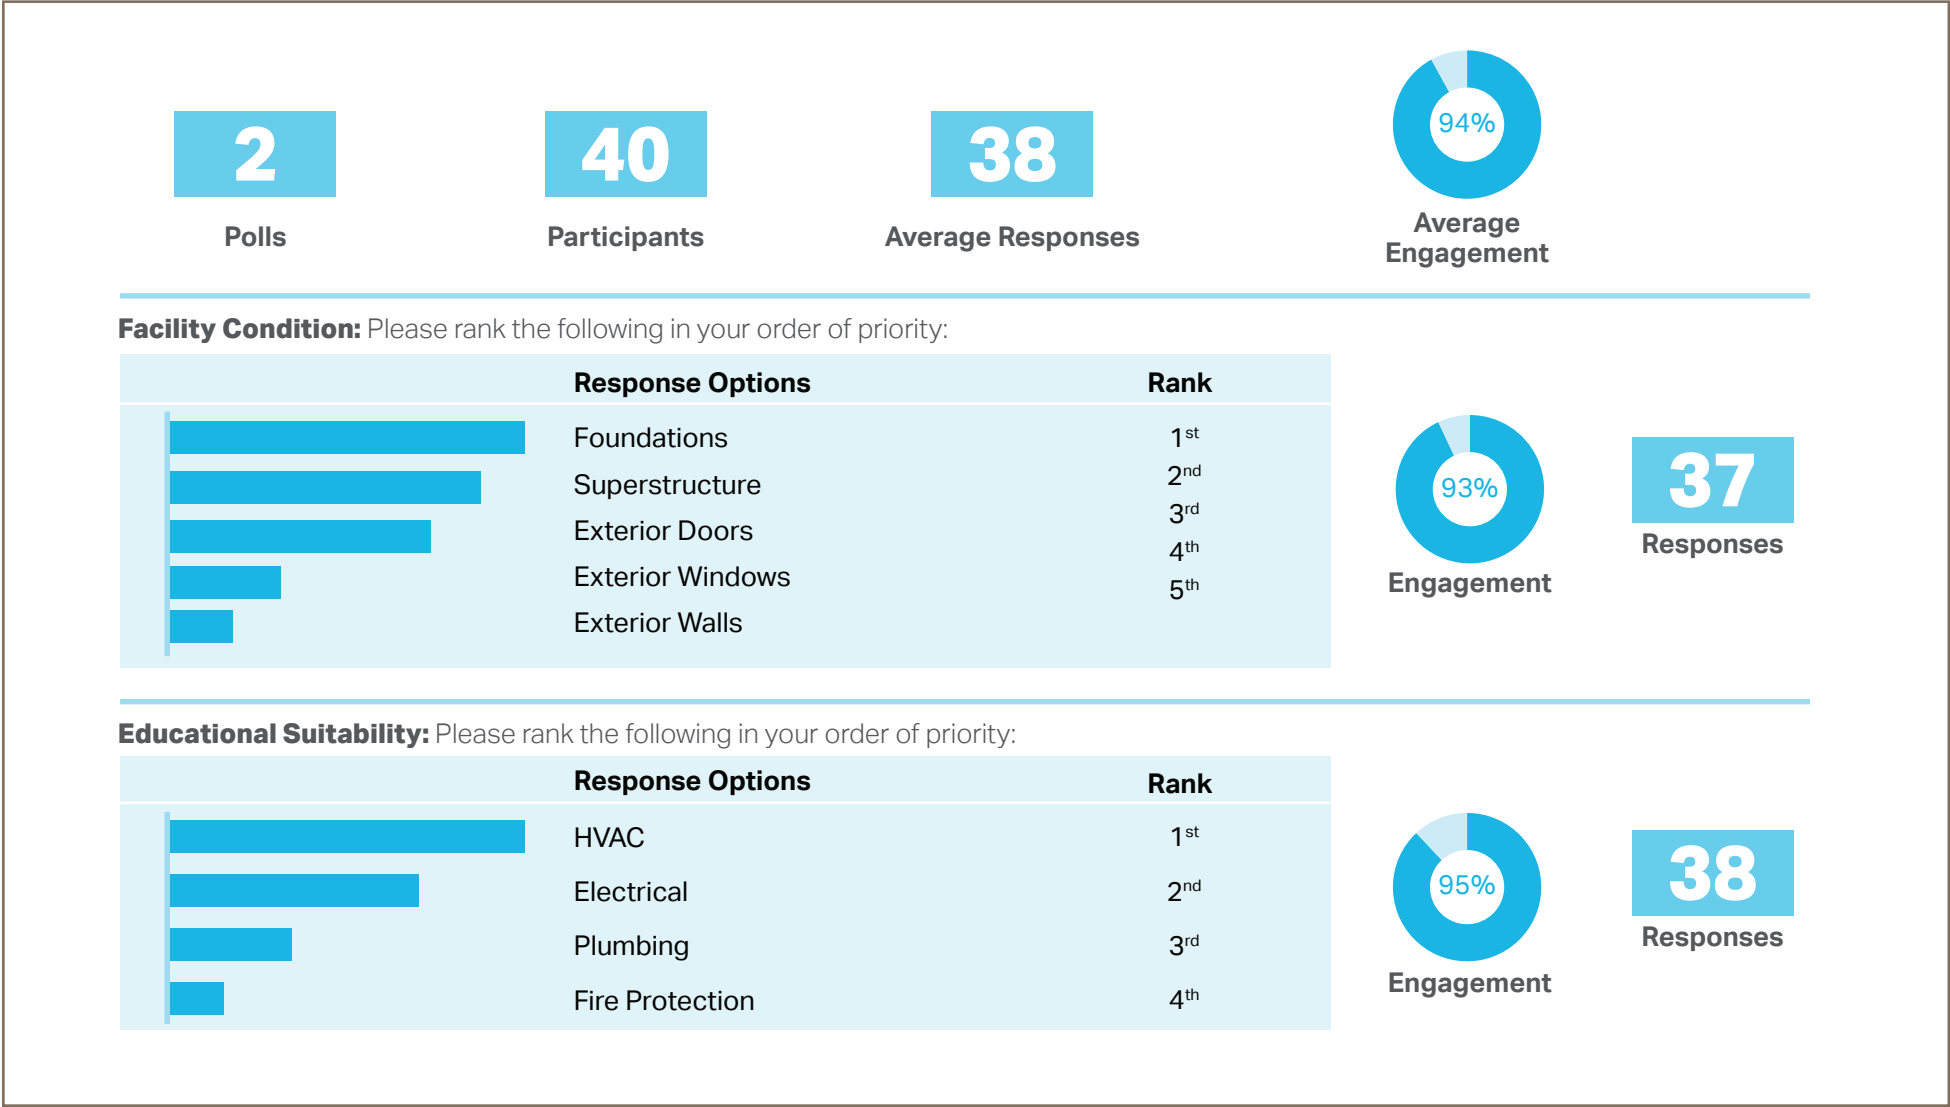 2
Polls
40
Participants
38
Average Responses
94%
Average
Engagement
Facility Condition: Please rank the following in your order of priority:
Response Options Rank
Foundations 1st
Superstructure 2nd
Exterior Doors 3rd
Exterior Windows 4th
Exterior Walls 5th
93%
Engagement
37
Responses
Educational Suitability: Please rank the following in your order of priority:
Response Options Rank
HVAC 1st
Electrical 2nd
Plumbing 3rd
Fire Protection 4th
95%
Engagement
38
Responses